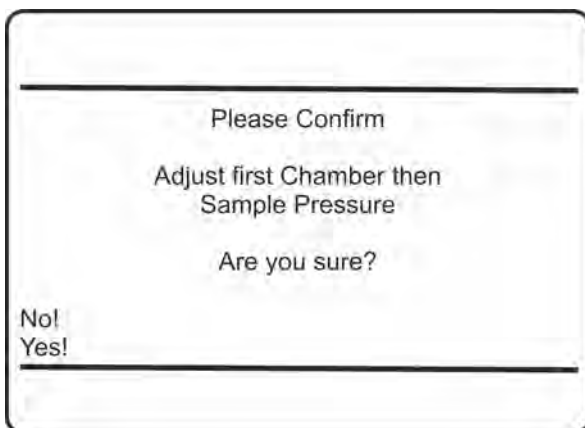 Please Confirm
Adjust first Chamber then
Sample Pressure
Are you sure?
No!
Yes!